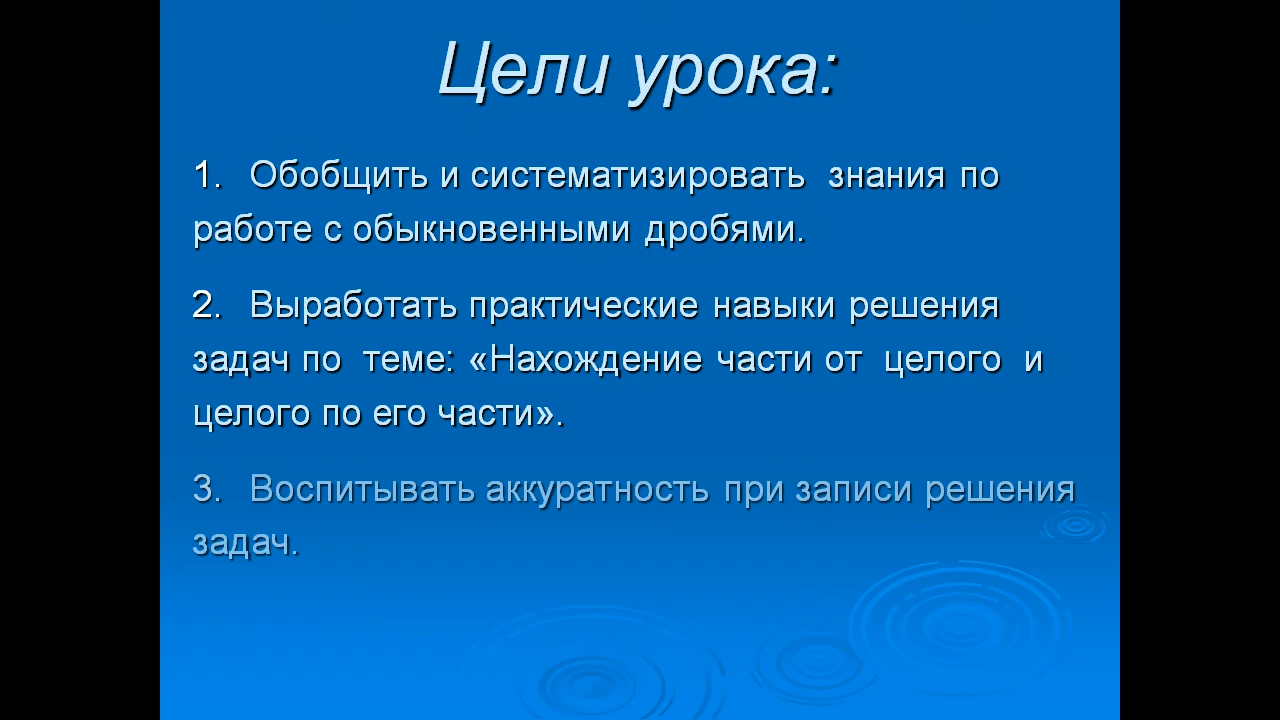 Цели урока:
1. Обобщить и систематизировать знания по
работе с обыкновенными дробями.
2. Выработать практические навыки решения
задач по теме: «Нахождение части от целого и
целого по его части».
3. Воспитывать аккуратность при записи решения
задач.